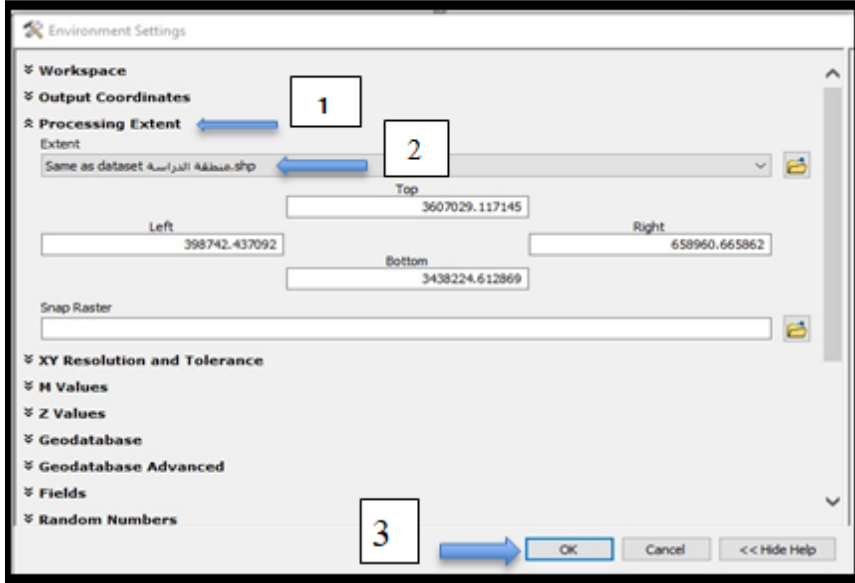 Environment Settings
Workspace
Output Coordinates
1
Processing Extent
Extent
2
Same as dataset منطقة الدراسة.shp
Top
3607029.117145
Left
Right
398742.437092
658960.665862
Bottom
3438224.612869
Snap Raster
XY Resolution and Tolerance
M Values
Z Values
Geodatabase
Geodatabase Advanced
Fields
Random Numbers
3
OK
Cancel
<< Hide Help